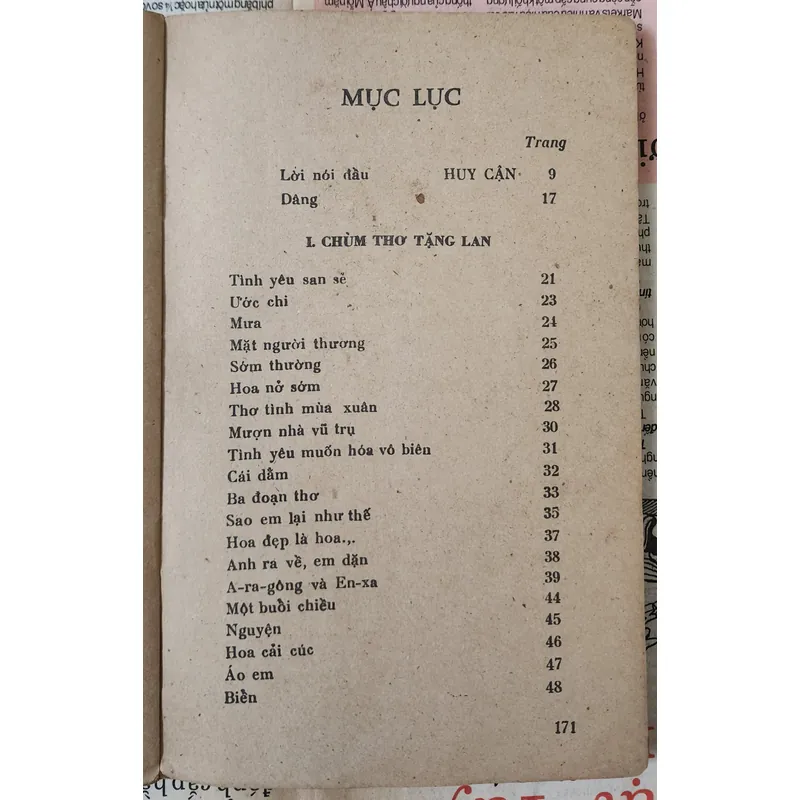 MỤC LỤC
Trang
Lời nói đầu HUY CẬN 9
Dâng 17
I. CHÙM THƠ TẶNG LAN
Tình yêu san sẻ 21
Ước chi 23
Mưa 24
Mặt người thương 25
Sớm thường 26
Hoa nở sớm 27
Thơ tình mùa xuân 28
Mượn nhà vũ trụ 30
Tình yêu muốn hóa vô biên 31
Cái dằm 32
Ba đoạn thơ 33
Sao em lại như thế 35
Hoa đẹp là hoa.,. 37
Anh ra về, em dặn 38
A-ra-gông và En-xa 39
Một buổi chiều 44
Nguyện 45
Hoa cải cúc 46
Áo em 47
Biển 48
171